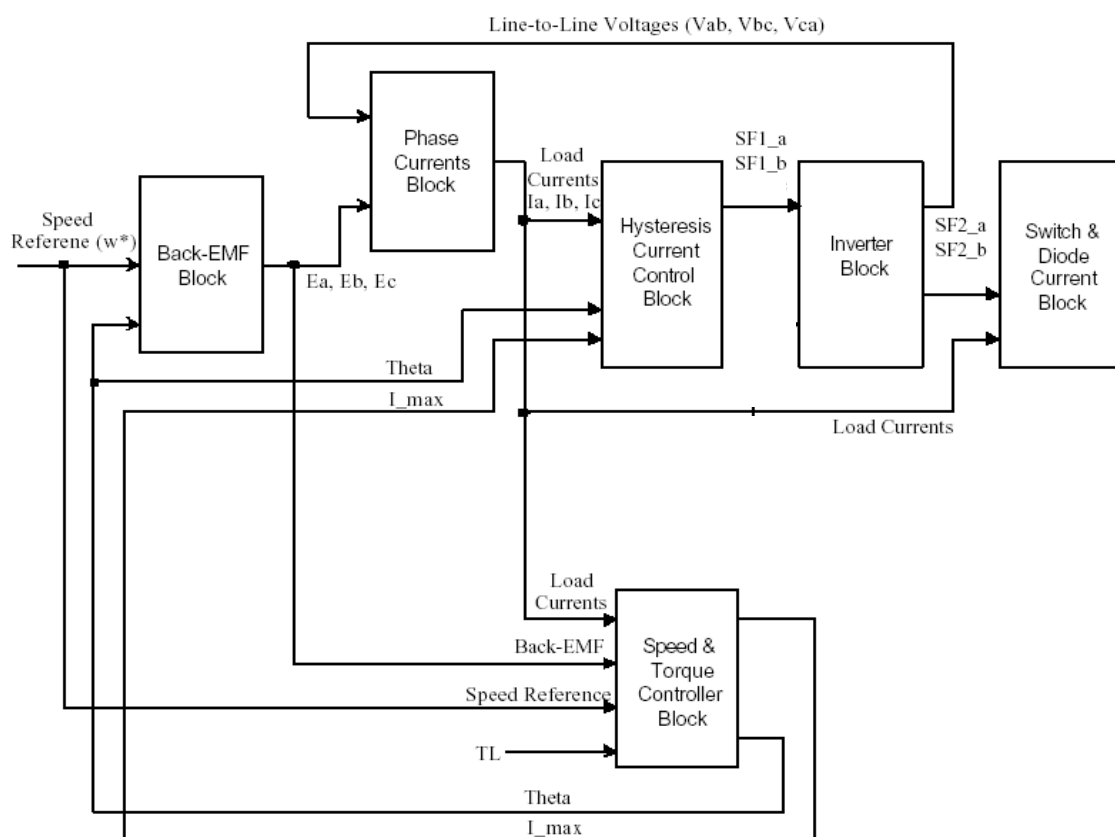 Line-to-Line Voltages (Vab, Vbc, Vca)
Phase
Currents
Block
Load
Currents
Ia, Ib, Ic
SF1_a
SF1_b
Speed
Referene (w*)
Back-EMF
Block
Ea, Eb, Ec
Hysteresis
Current
Control
Block
Inverter
Block
SF2_a
SF2_b
Switch &
Diode
Current
Block
Theta
I_max
Load Currents
Load
Currents
Back-EMF
Speed Reference
TL
Speed &
Torque
Controller
Block
Theta
I_max